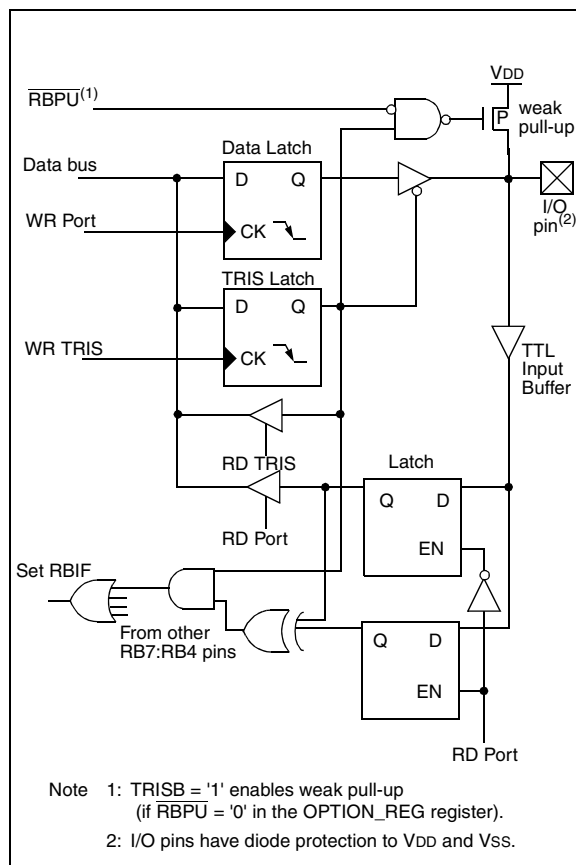 VDD
RBPU(1)
P
weak
pull-up
Data Latch
Data bus
D
Q
WR Port
CK
I/O
pin(2)
TRIS Latch
D
Q
WR TRIS
CK
TTL
Input
Buffer
RD TRIS
Latch
Q
D
RD Port
EN
Set RBIF
From other
RB7:RB4 pins
Q
D
EN
RD Port
Note 1: TRISB = '1' enables weak pull-up
(if RBPU = '0' in the OPTION_REG register).
2: I/O pins have diode protection to VDD and VSS.